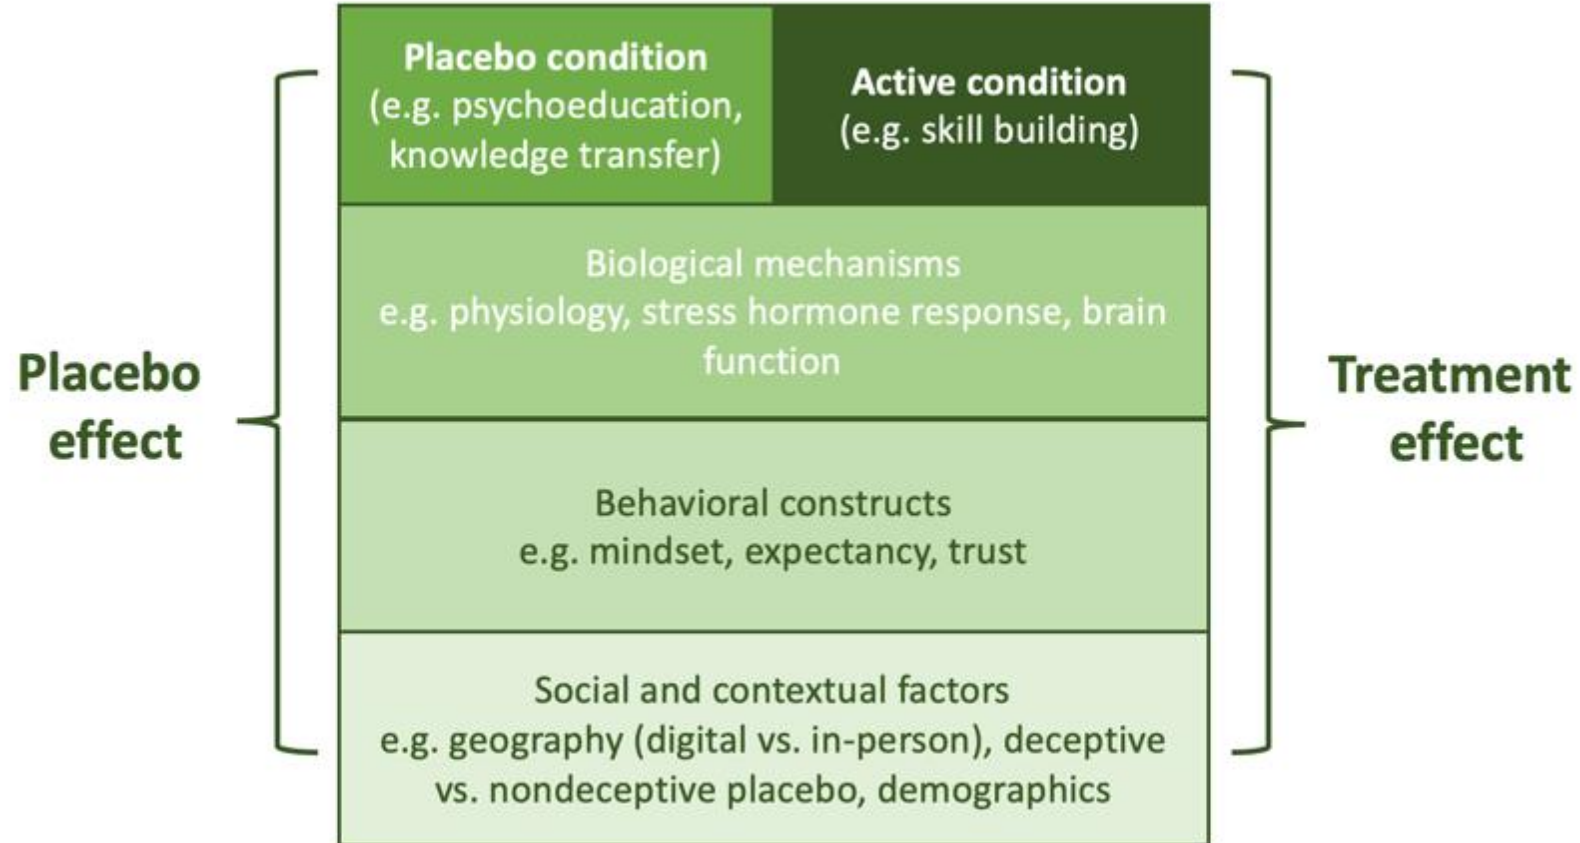 Placebo condition
(e.g. psychoeducation,
knowledge transfer)
Active condition
(e.g. skill building)
Biological mechanisms
e.g. physiology, stress hormone response, brain
function
Placebo
effect
Treatment
effect
Behavioral constructs
e.g. mindset, expectancy, trust
Social and contextual factors
e.g. geography (digital vs. in-person), deceptive
vs. nondeceptive placebo, demographics